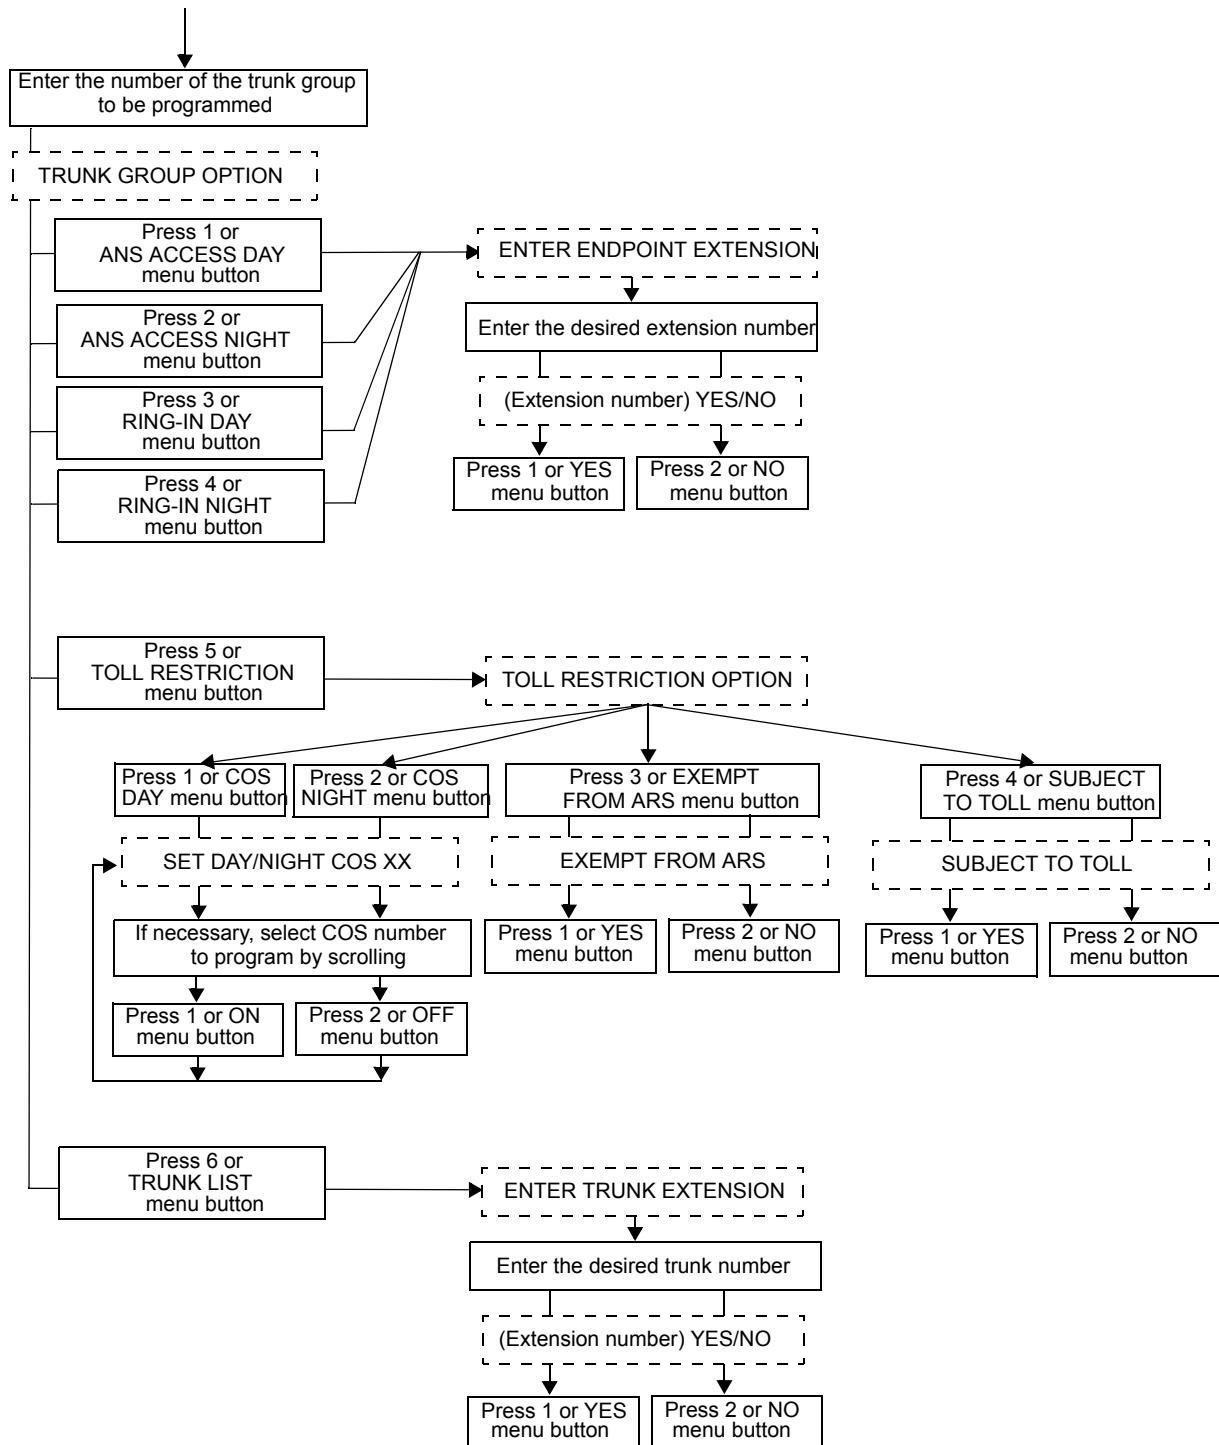 Enter the number of the trunk group
to be programmed
TRUNK GROUP OPTION
Press 1 or
ANS ACCESS DAY
menu button
ENTER ENDPOINT EXTENSION
Press 2 or
ANS ACCESS NIGHT
menu button
Enter the desired extension number
Press 3 or
RING-IN DAY
menu button
(Extension number) YES/NO
Press 4 or
RING-IN NIGHT
menu button
Press 1 or YES
menu button
Press 2 or NO
menu button
Press 5 or
TOLL RESTRICTION
menu button
TOLL RESTRICTION OPTION
Press 1 or COS
DAY menu button
Press 2 or COS
NIGHT menu button
Press 3 or EXEMPT
FROM ARS menu button
Press 4 or SUBJECT
TO TOLL menu button
SET DAY/NIGHT COS XX
EXEMPT FROM ARS
SUBJECT TO TOLL
If necessary, select COS number
to program by scrolling
Press 1 or YES
menu button
Press 2 or NO
menu button
Press 1 or YES
menu button
Press 2 or NO
menu button
Press 1 or ON
menu button
Press 2 or OFF
menu button
Press 6 or
TRUNK LIST
menu button
ENTER TRUNK EXTENSION
Enter the desired trunk number
(Extension number) YES/NO
Press 1 or YES
menu button
Press 2 or NO
menu button